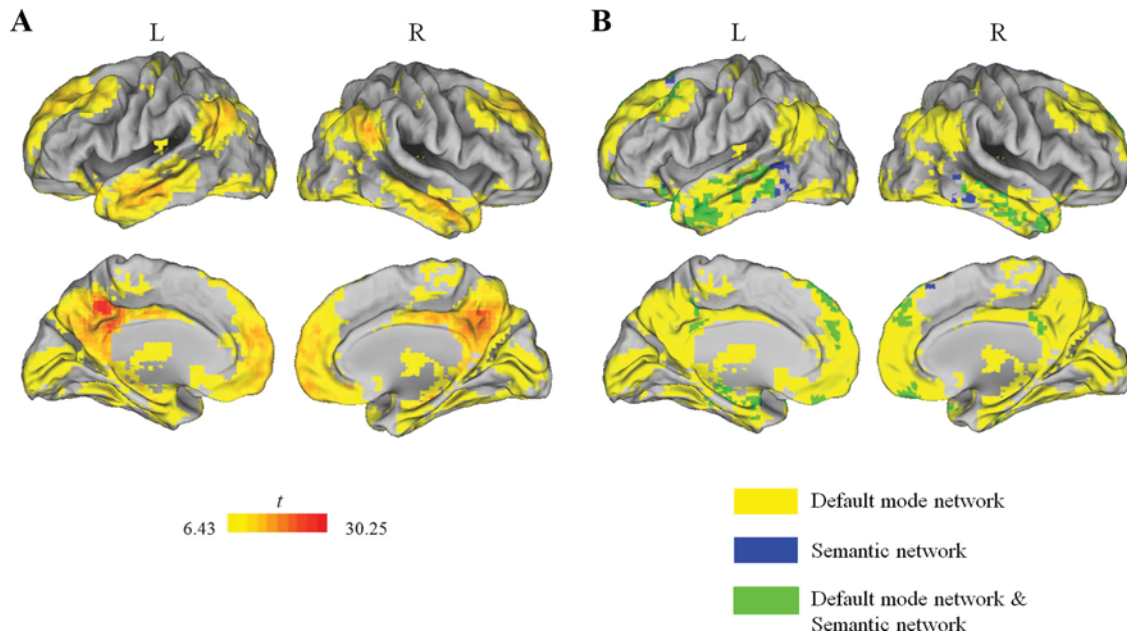 A
L
R
B
L
R
t
6.43
30.25
Default mode network
Semantic network
Default mode network &
Semantic network